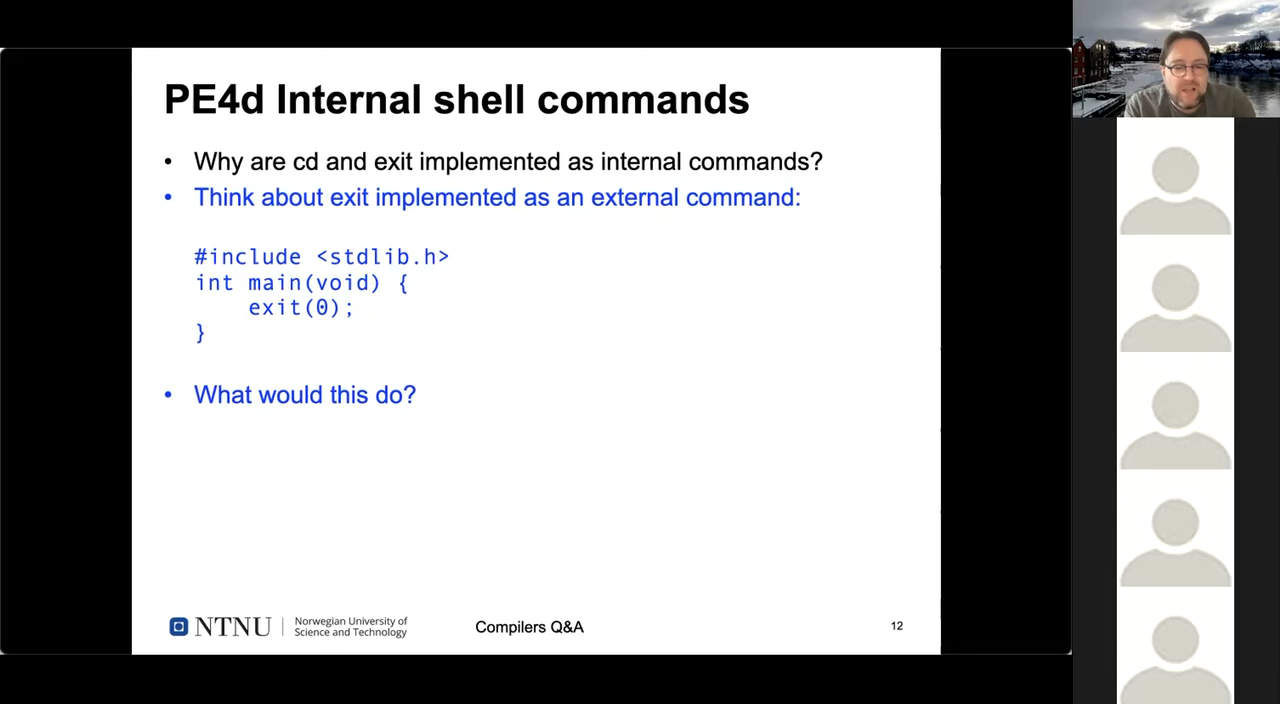 PE4d Internal shell commands
• Why are cd and exit implemented as internal commands?
• Think about exit implemented as an external command:
#include <stdlib.h>
int main(void) {
    exit(0);
}
• What would this do?
NTNU
Norwegian University of
Science and Technology
Compilers Q&A
12